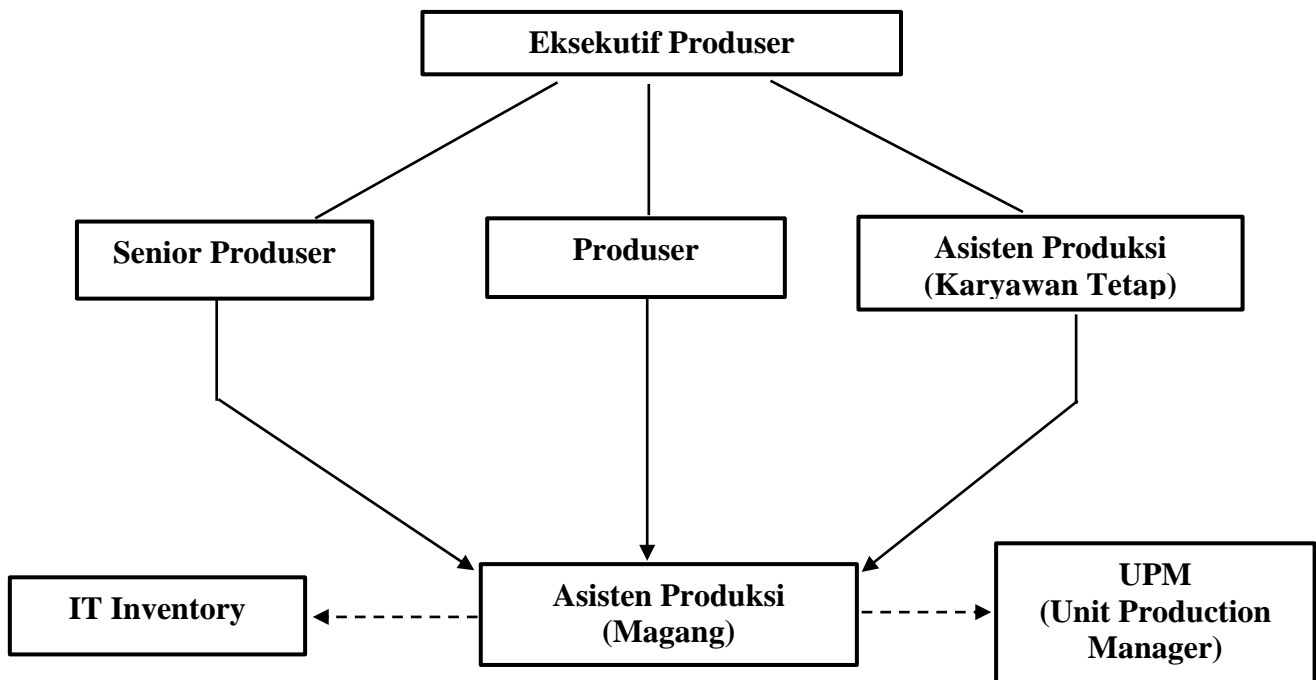 Eksekutif Produser
Senior Produser
Produser
Asisten Produksi
(Karyawan Tetap)
IT Inventory
Asisten Produksi
(Magang)
UPM
(Unit Production
Manager)